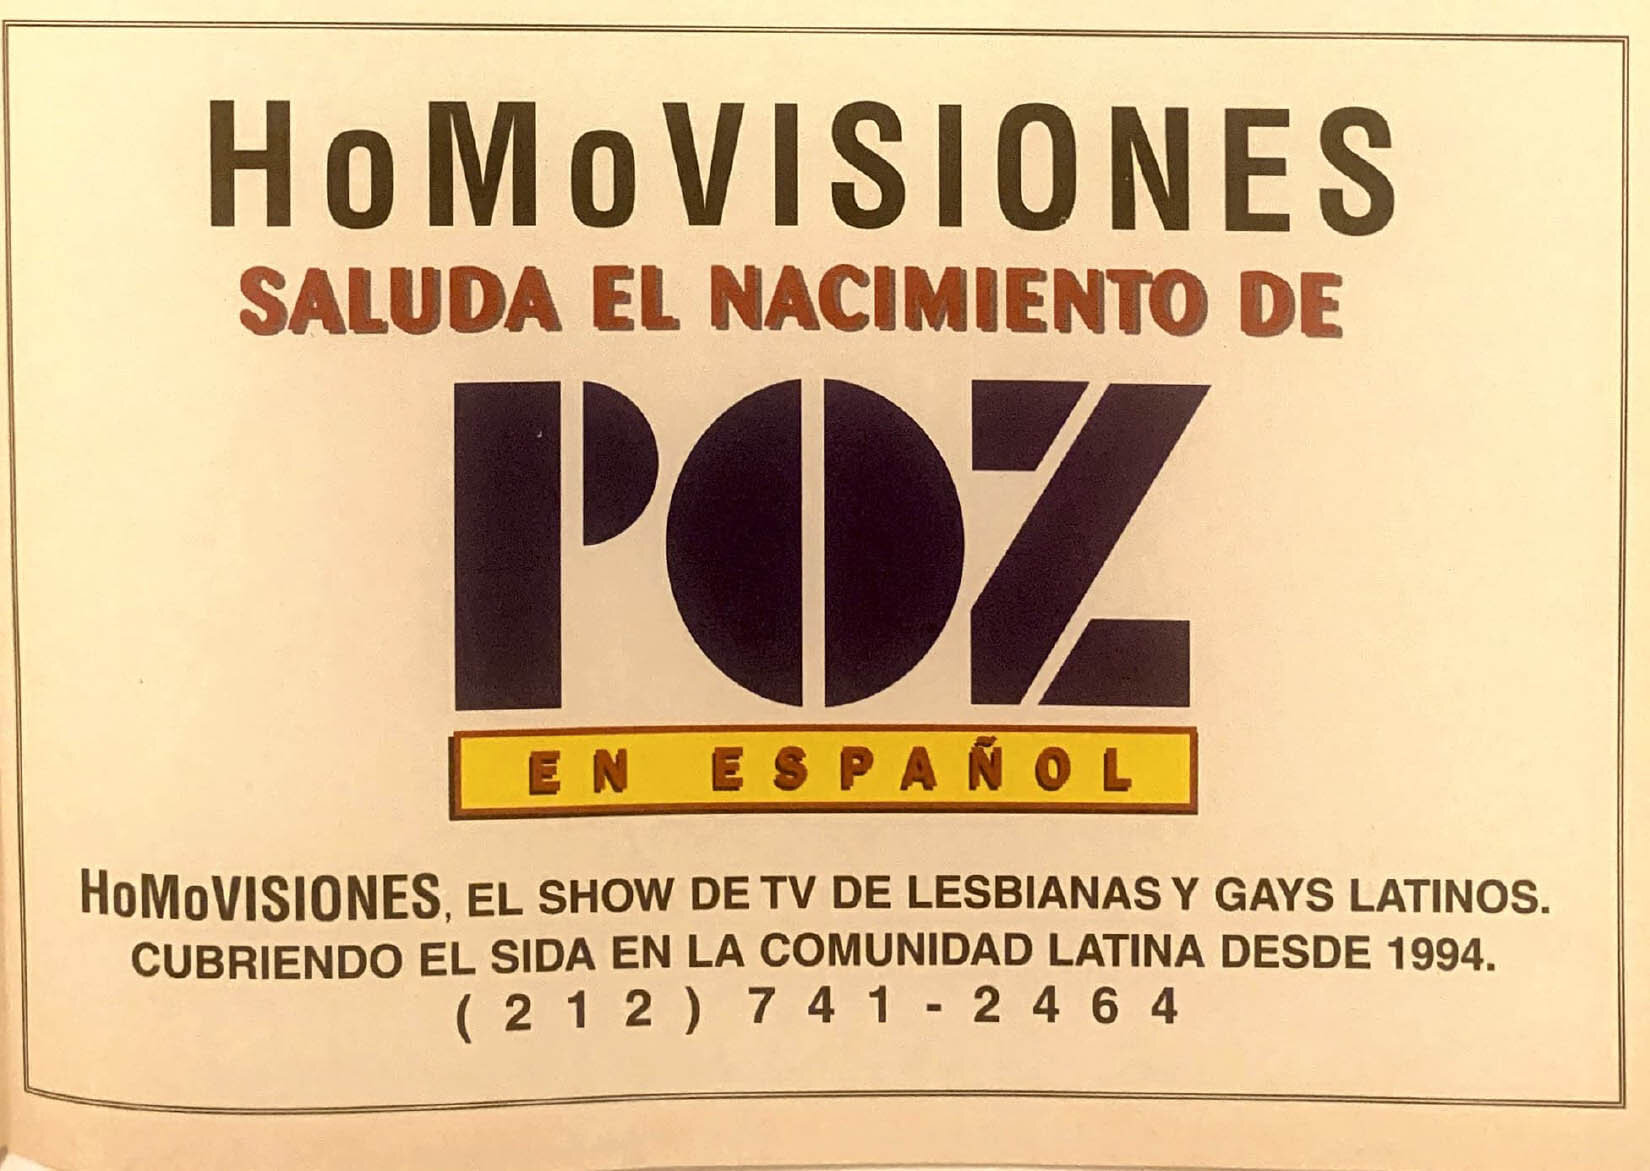 HoMoVISIONES
SALUDA EL NACIMIENTO DE
POZ
EN ESPAÑOL
HoMoVISIONES, EL SHOW DE TV DE LESBIANAS Y GAYS LATINOS.
CUBRIENDO EL SIDA EN LA COMUNIDAD LATINA DESDE 1994.
(212) 741-2464